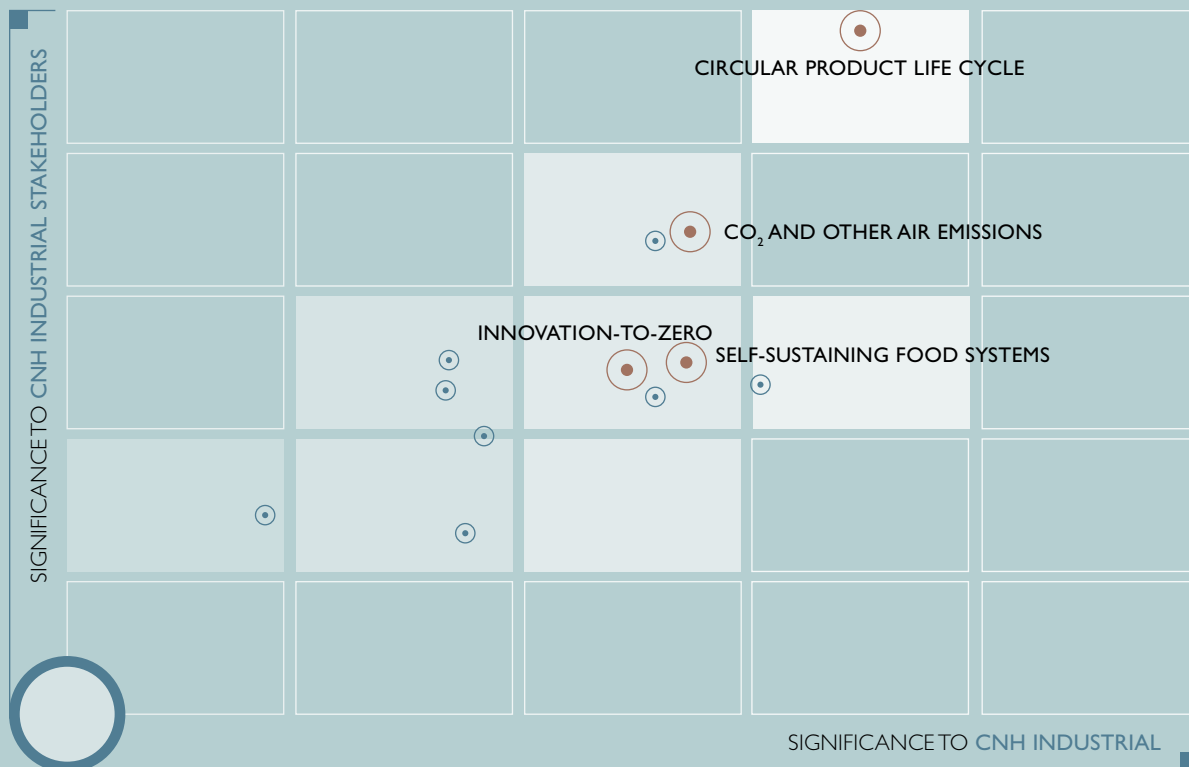 SIGNIFICANCE TO CNH INDUSTRIAL STAKEHOLDERS
CIRCULAR PRODUCT LIFE CYCLE
CO₂ AND OTHER AIR EMISSIONS
INNOVATION-TO-ZERO
SELF-SUSTAINING FOOD SYSTEMS
SIGNIFICANCE TO CNH INDUSTRIAL